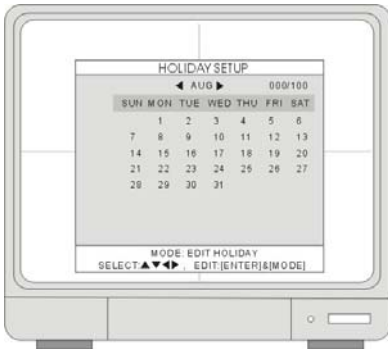 HOLIDAY SETUP
◀ AUG ▶ 000/100
SUN MON TUE WED THU FRI SAT
1 2 3 4 5 6
7 8 9 10 11 12 13
14 15 16 17 18 19 20
21 22 23 24 25 26 27
28 29 30 31
MODE: EDIT HOLIDAY
SELECT:▲▼◀▶ , EDIT:[ENTER]&[MODE]